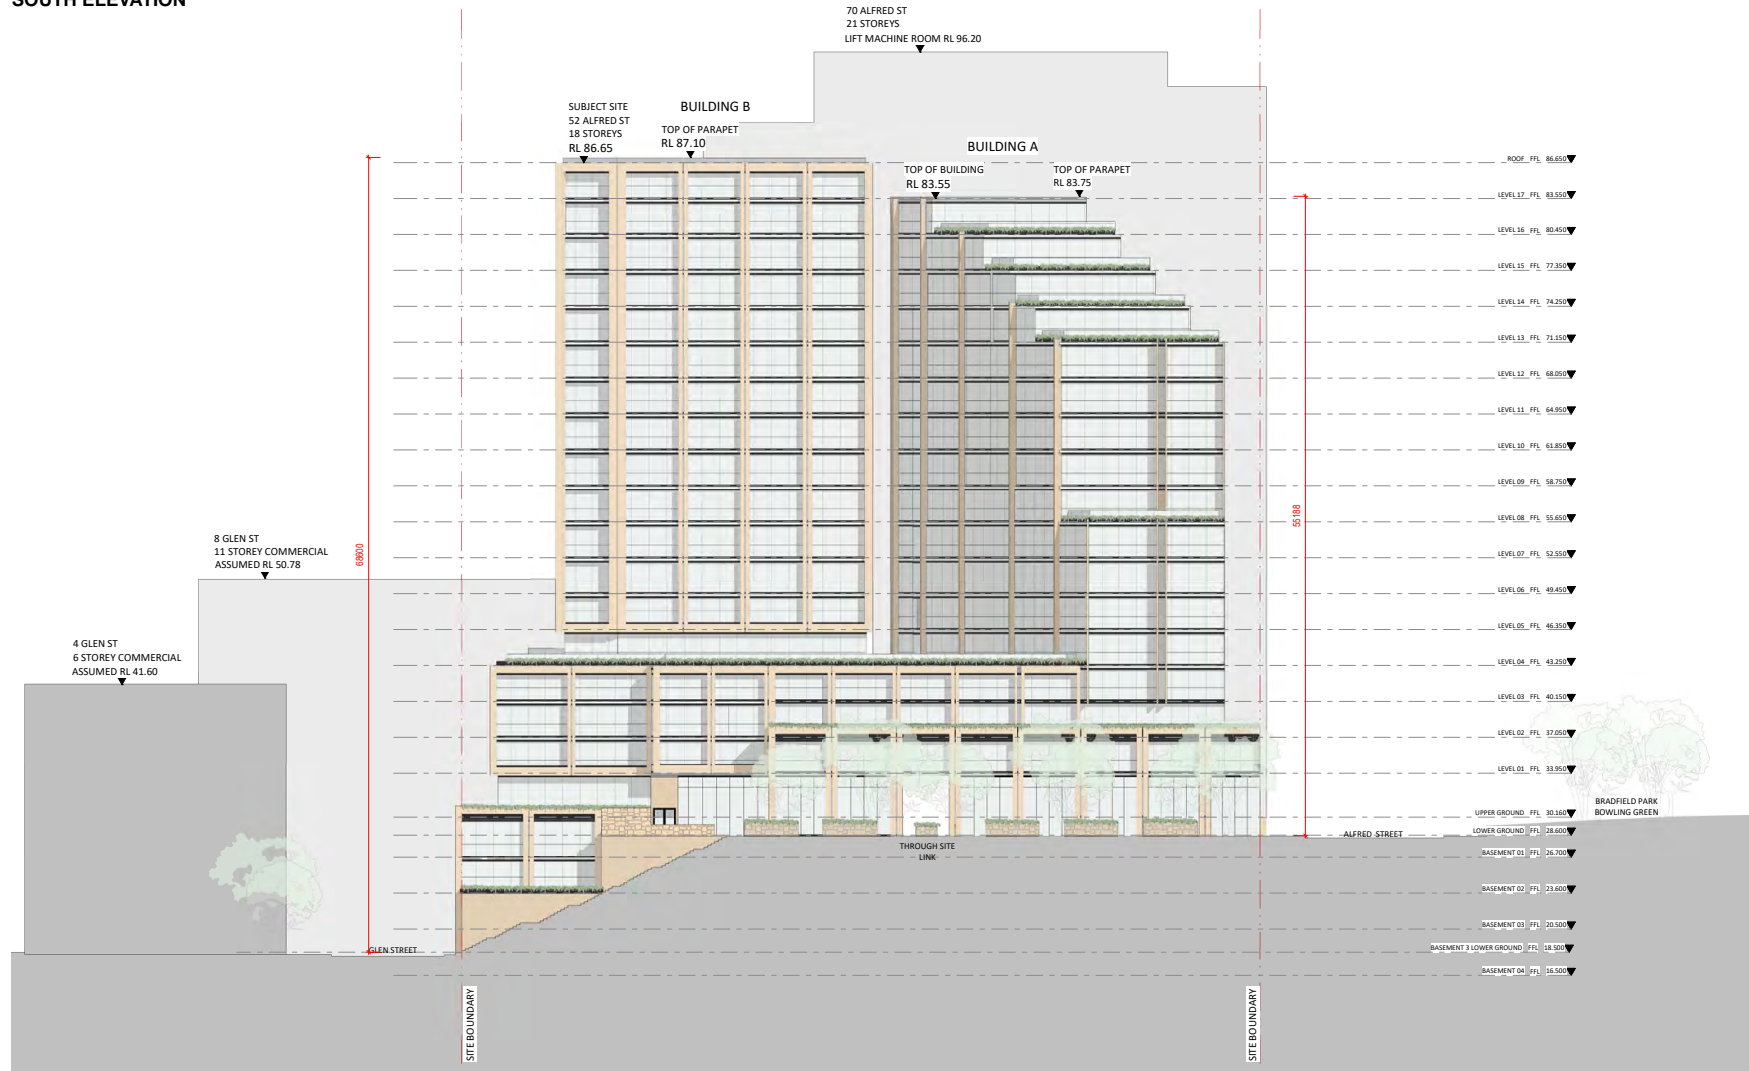 SOUTH ELEVATION
70 ALFRED ST
21 STOREYS
LIFT MACHINE ROOM RL 96.20
SUBJECT SITE
52 ALFRED ST
18 STOREYS
RL 86.65
BUILDING B
TOP OF PARAPET
RL 87.10
BUILDING A
TOP OF BUILDING
RL 83.55
TOP OF PARAPET
RL 83.75
ROOF FFL 86.650
LEVEL 17 FFL 83.550
LEVEL 16 FFL 80.450
LEVEL 15 FFL 77.350
LEVEL 14 FFL 74.250
LEVEL 13 FFL 71.150
LEVEL 12 FFL 68.050
LEVEL 11 FFL 64.950
LEVEL 10 FFL 61.850
LEVEL 09 FFL 58.750
LEVEL 08 FFL 55.650
LEVEL 07 FFL 52.550
LEVEL 06 FFL 49.450
LEVEL 05 FFL 46.350
LEVEL 04 FFL 43.250
LEVEL 03 FFL 40.150
LEVEL 02 FFL 37.050
LEVEL 01 FFL 33.950
UPPER GROUND FFL 30.160
LOWER GROUND FFL 28.600
BASEMENT 01 FFL 26.700
BASEMENT 02 FFL 23.600
BASEMENT 03 FFL 20.500
BASEMENT 3 LOWER GROUND FFL 18.500
BASEMENT 04 FFL 16.500
68600
55188
8 GLEN ST
11 STOREY COMMERCIAL
ASSUMED RL 50.78
4 GLEN ST
6 STOREY COMMERCIAL
ASSUMED RL 41.60
BRADFIELD PARK
BOWLING GREEN
ALFRED STREET
THROUGH SITE
LINK
GLEN STREET
SITE BOUNDARY
SITE BOUNDARY